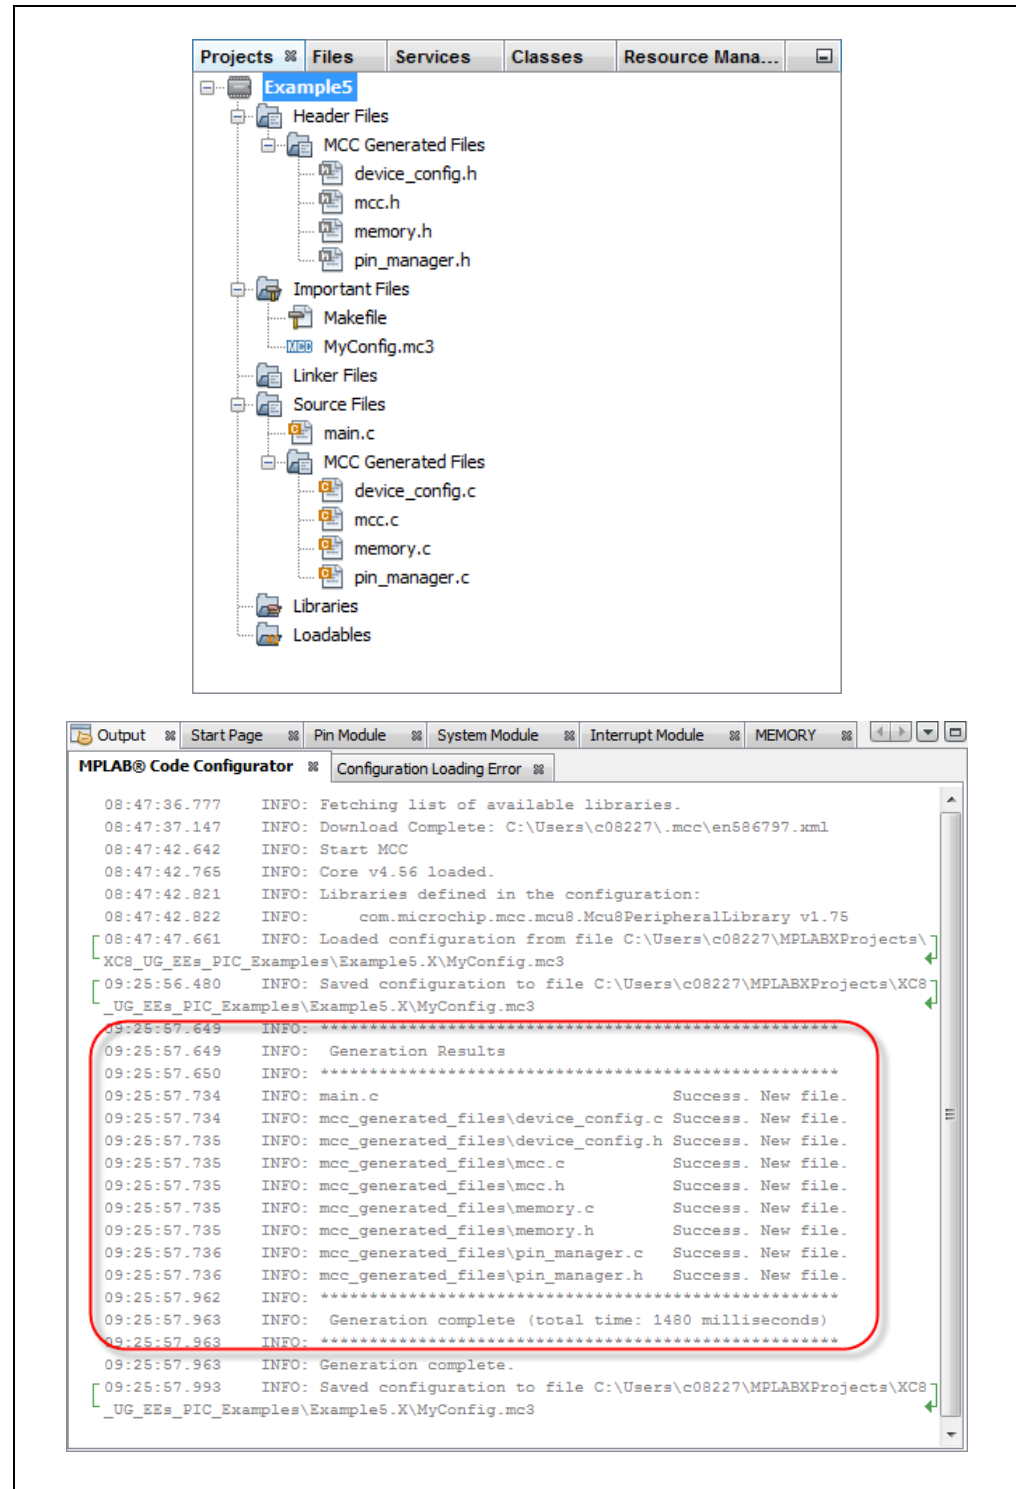 Projects Files Services Classes Resource Mana...
Example5
Header Files
MCC Generated Files
device_config.h
mcc.h
memory.h
pin_manager.h
Important Files
Makefile
MCC MyConfig.mc3
Linker Files
Source Files
main.c
MCC Generated Files
device_config.c
mcc.c
memory.c
pin_manager.c
Libraries
Loadables
Output Start Page Pin Module System Module Interrupt Module MEMORY
MPLAB® Code Configurator Configuration Loading Error
08:47:36.777 INFO: Fetching list of available libraries.
08:47:37.147 INFO: Download Complete: C:\Users\c08227\.mcc\en586797.xml
08:47:42.642 INFO: Start MCC
08:47:42.765 INFO: Core v4.56 loaded.
08:47:42.821 INFO: Libraries defined in the configuration:
08:47:42.822 INFO: com.microchip.mcc.mcu8.Mcu8PeripheralLibrary v1.75
08:47:47.661 INFO: Loaded configuration from file C:\Users\c08227\MPLABXProjects\
XC8_UG_EEs_PIC_Examples\Example5.X\MyConfig.mc3
09:25:56.480 INFO: Saved configuration to file C:\Users\c08227\MPLABXProjects\XC8
_UG_EEs_PIC_Examples\Example5.X\MyConfig.mc3
09:25:57.649 INFO: *****************************************************
09:25:57.649 INFO: Generation Results
09:25:57.650 INFO: *****************************************************
09:25:57.734 INFO: main.c Success. New file.
09:25:57.734 INFO: mcc_generated_files\device_config.c Success. New file.
09:25:57.735 INFO: mcc_generated_files\device_config.h Success. New file.
09:25:57.735 INFO: mcc_generated_files\mcc.c Success. New file.
09:25:57.735 INFO: mcc_generated_files\mcc.h Success. New file.
09:25:57.735 INFO: mcc_generated_files\memory.c Success. New file.
09:25:57.735 INFO: mcc_generated_files\memory.h Success. New file.
09:25:57.736 INFO: mcc_generated_files\pin_manager.c Success. New file.
09:25:57.736 INFO: mcc_generated_files\pin_manager.h Success. New file.
09:25:57.962 INFO: *****************************************************
09:25:57.963 INFO: Generation complete (total time: 1480 milliseconds)
09:25:57.963 INFO: *****************************************************
09:25:57.963 INFO: Generation complete.
09:25:57.993 INFO: Saved configuration to file C:\Users\c08227\MPLABXProjects\XC8
_UG_EEs_PIC_Examples\Example5.X\MyConfig.mc3